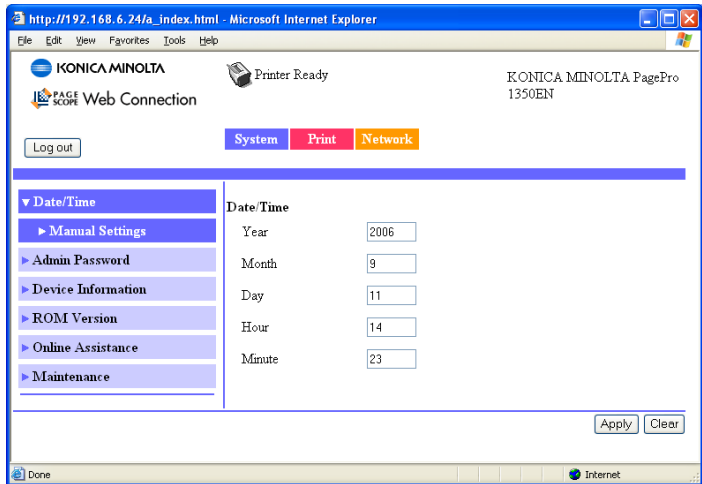 http://192.168.6.24/a_index.html - Microsoft Internet Explorer
File Edit View Favorites Tools Help
KONICA MINOLTA
Printer Ready
KONICA MINOLTA PagePro
1350EN
PAGE SCOPE Web Connection
Log out
System Print Network
Date/Time
Manual Settings
Admin Password
Device Information
ROM Version
Online Assistance
Maintenance
Date/Time
Year 2006
Month 9
Day 11
Hour 14
Minute 23
Apply Clear
Done Internet